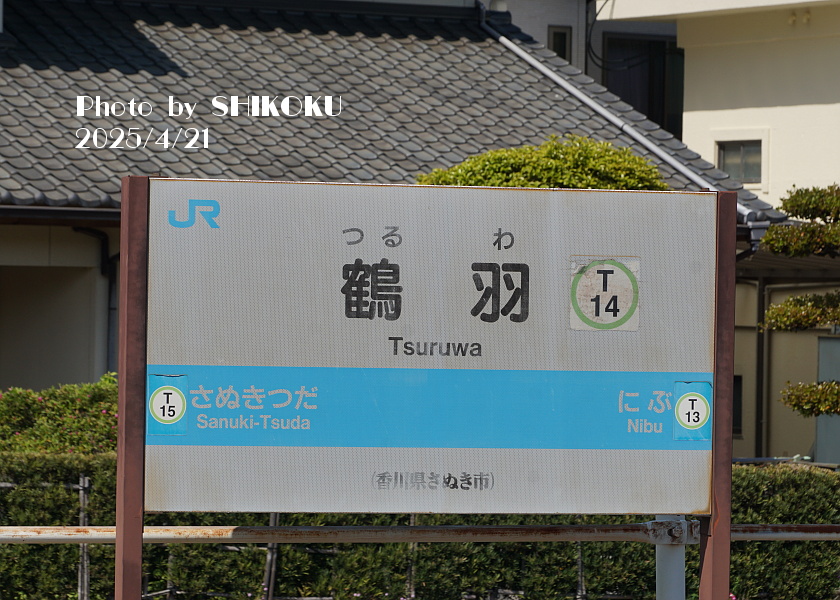 Photo by SHIKOKU
2025/4/21
JR
つる わ
鶴 羽
T
14
Tsuruwa
T
15
さぬきつだ
Sanuki-Tsuda
にぶ
Nibu
T
13
(香川県さぬき市)